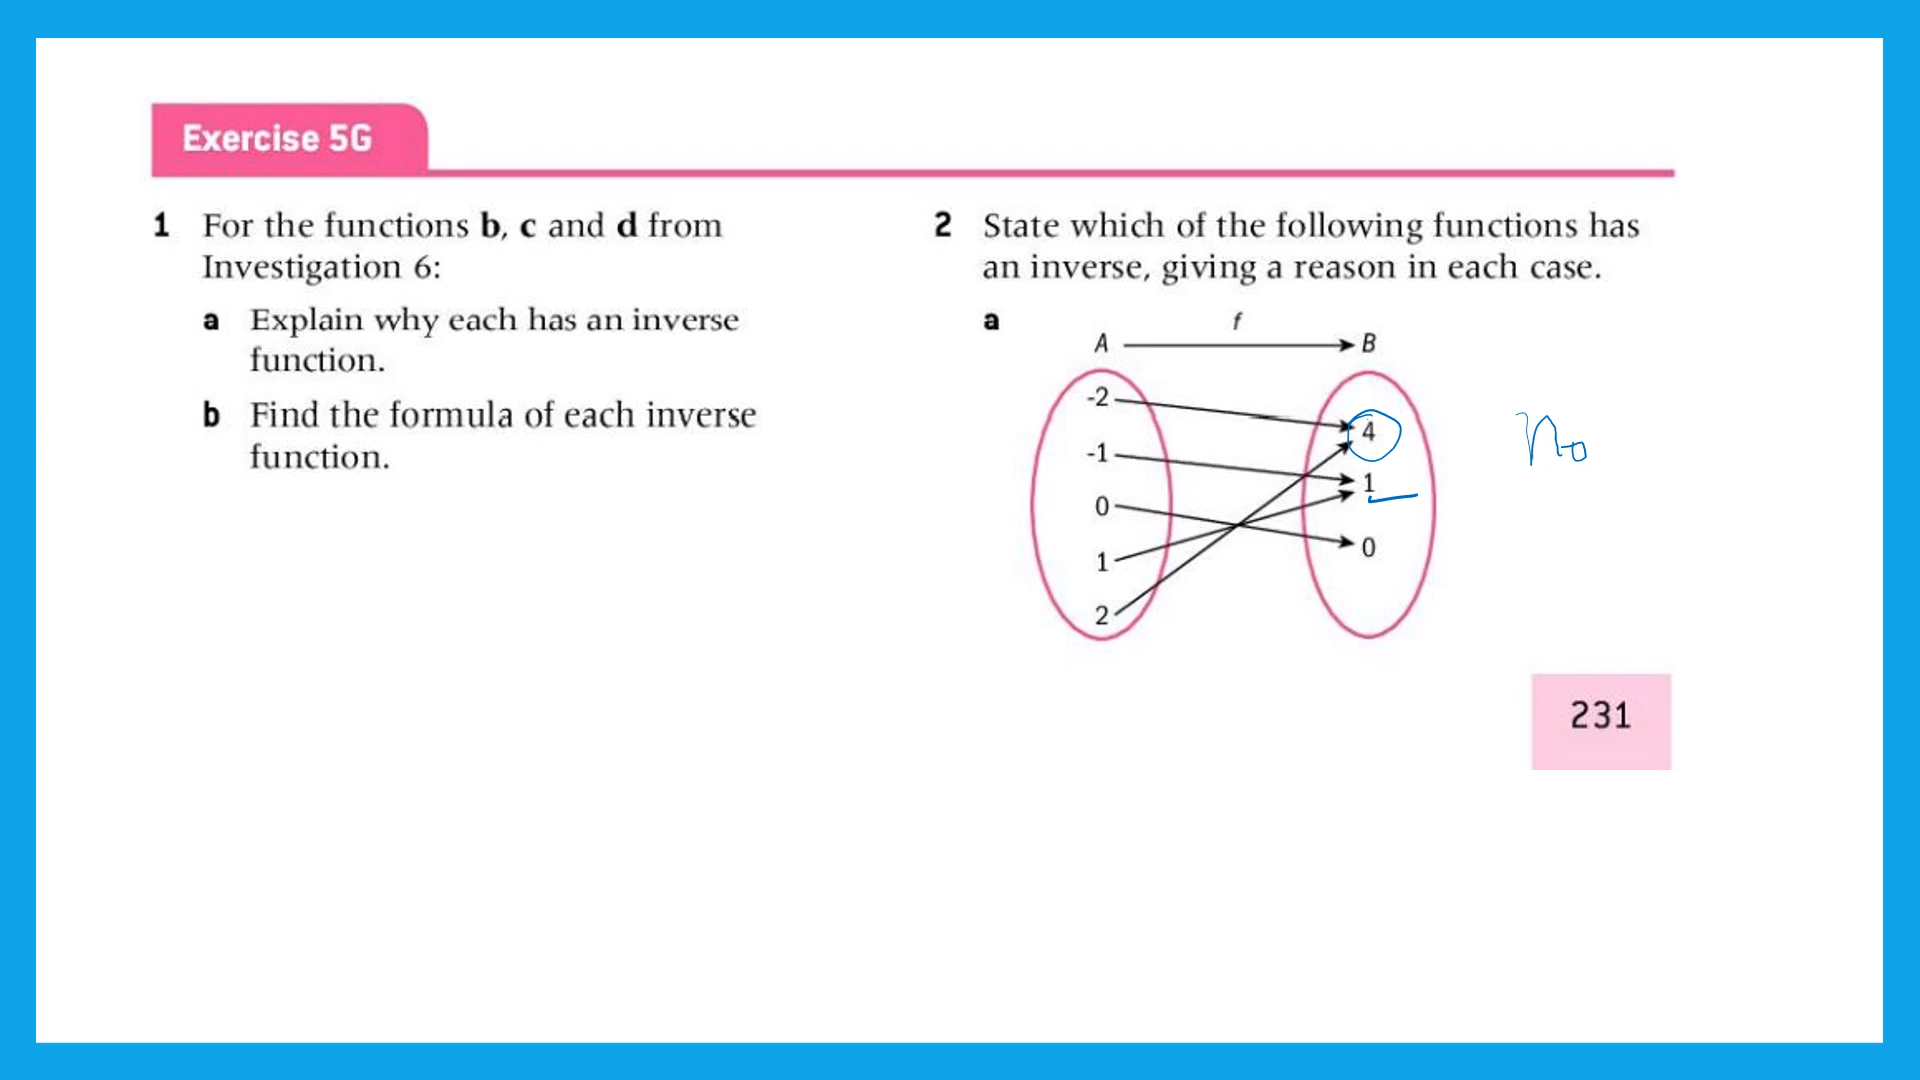 Exercise 5G
1 For the functions b, c and d from
Investigation 6:
a Explain why each has an inverse
function.
b Find the formula of each inverse
function.
2 State which of the following functions has
an inverse, giving a reason in each case.
a
f
A B
-2
-1
0
1
2
4
1
0
no
231